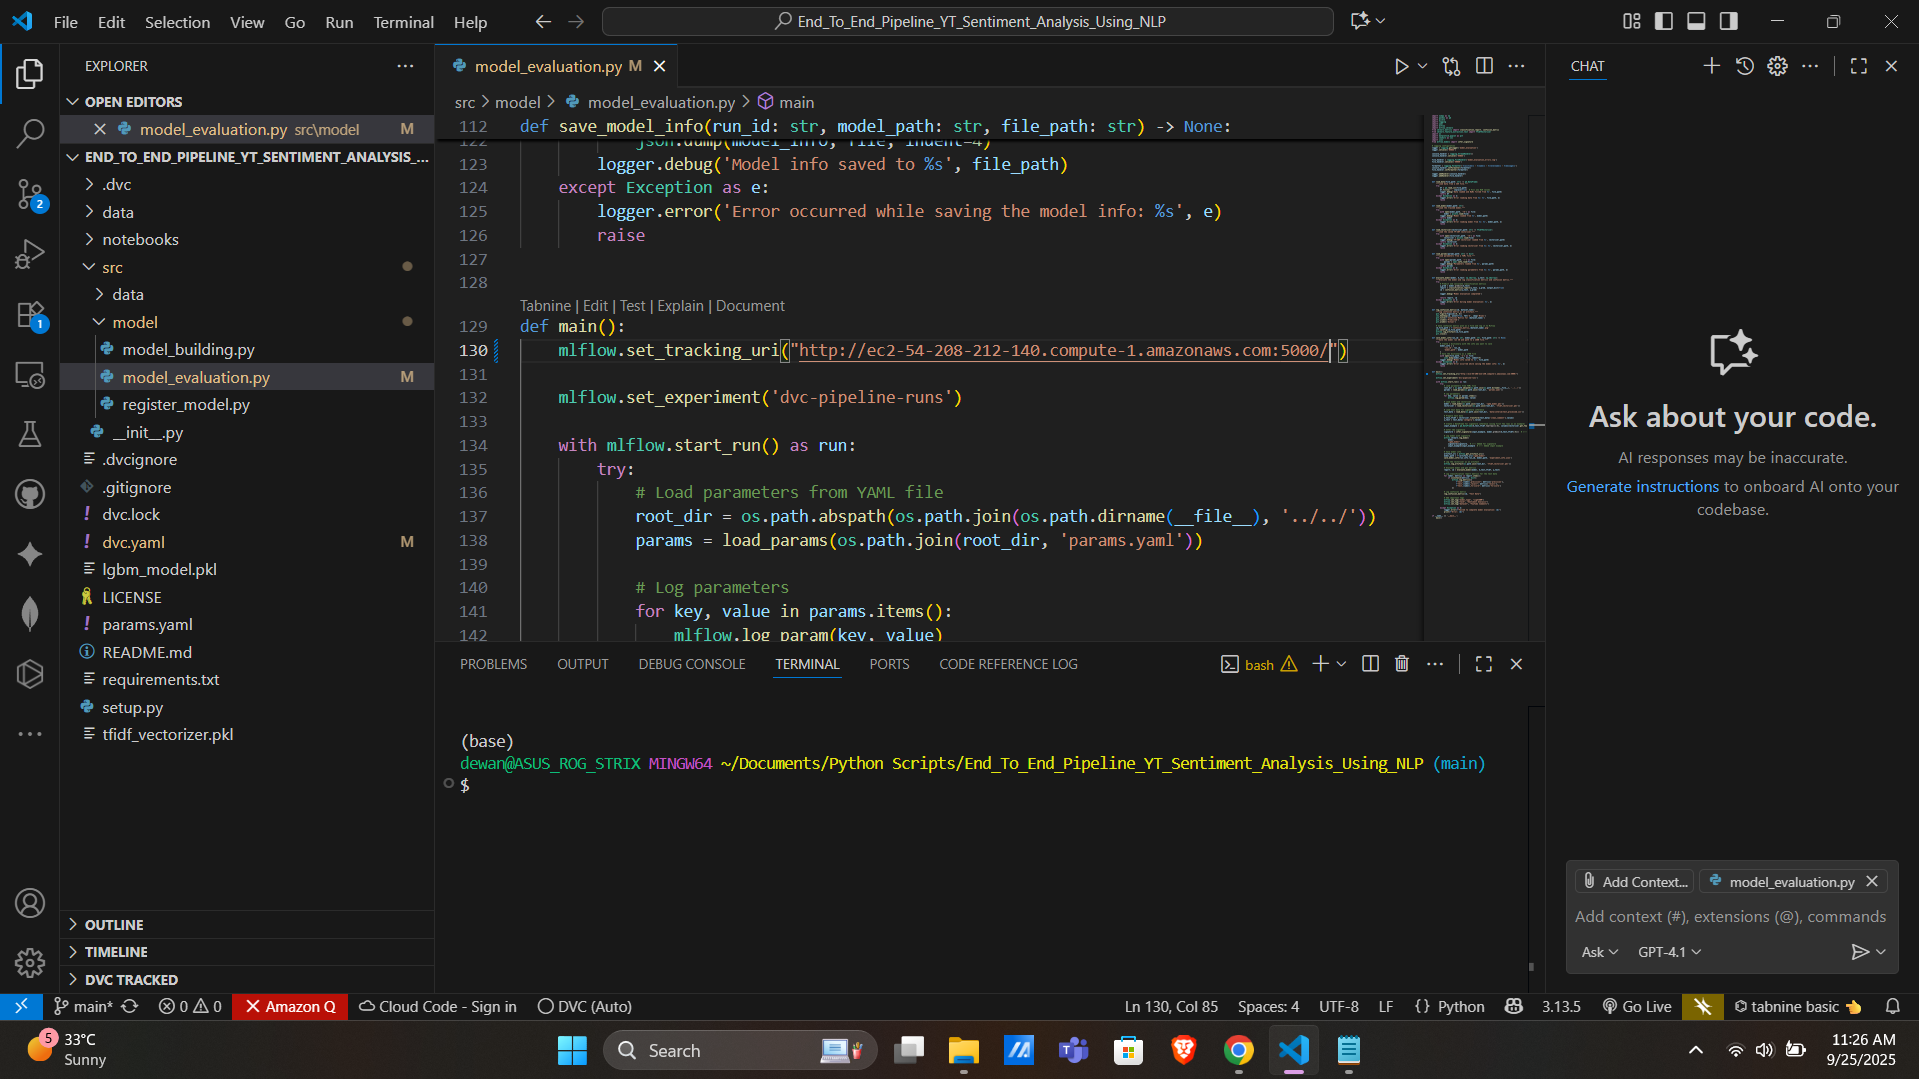 File Edit Selection View Go Run Terminal Help
End_To_End_Pipeline_YT_Sentiment_Analysis_Using_NLP
EXPLORER
OPEN EDITORS
model_evaluation.py src\model M
END_TO_END_PIPELINE_YT_SENTIMENT_ANALYSIS_...
.dvc
data
notebooks
src
data
model
model_building.py
model_evaluation.py M
register_model.py
__init__.py
.dvcignore
.gitignore
dvc.lock
dvc.yaml M
lgbm_model.pkl
LICENSE
params.yaml
README.md
requirements.txt
setup.py
tfidf_vectorizer.pkl
OUTLINE
TIMELINE
DVC TRACKED
2
1
model_evaluation.py M
src > model > model_evaluation.py > main
112 def save_model_info(run_id: str, model_path: str, file_path: str) -> None:
122 json.dump(model_info, file, indent=4)
123 logger.debug('Model info saved to %s', file_path)
124 except Exception as e:
125 logger.error('Error occurred while saving the model info: %s', e)
126 raise
127
128
Tabnine | Edit | Test | Explain | Document
129 def main():
130 mlflow.set_tracking_uri("http://ec2-54-208-212-140.compute-1.amazonaws.com:5000/")
131
132 mlflow.set_experiment('dvc-pipeline-runs')
133
134 with mlflow.start_run() as run:
135 try:
136 # Load parameters from YAML file
137 root_dir = os.path.abspath(os.path.join(os.path.dirname(__file__), '../../'))
138 params = load_params(os.path.join(root_dir, 'params.yaml'))
139
140 # Log parameters
141 for key, value in params.items():
142 mlflow.log_param(key, value)
PROBLEMS OUTPUT DEBUG CONSOLE TERMINAL PORTS CODE REFERENCE LOG
bash
(base)
dewan@ASUS_ROG_STRIX MINGW64 ~/Documents/Python Scripts/End_To_End_Pipeline_YT_Sentiment_Analysis_Using_NLP (main)
$
CHAT
Ask about your code.
AI responses may be inaccurate.
Generate instructions to onboard AI onto your
codebase.
Add Context... model_evaluation.py
Add context (#), extensions (@), commands
Ask GPT-4.1
main* 0 0 Amazon Q Cloud Code - Sign in DVC (Auto)
Ln 130, Col 85 Spaces: 4 UTF-8 LF {} Python 3.13.5 Go Live tabnine basic
5
33°C
Sunny
Search
11:26 AM
9/25/2025